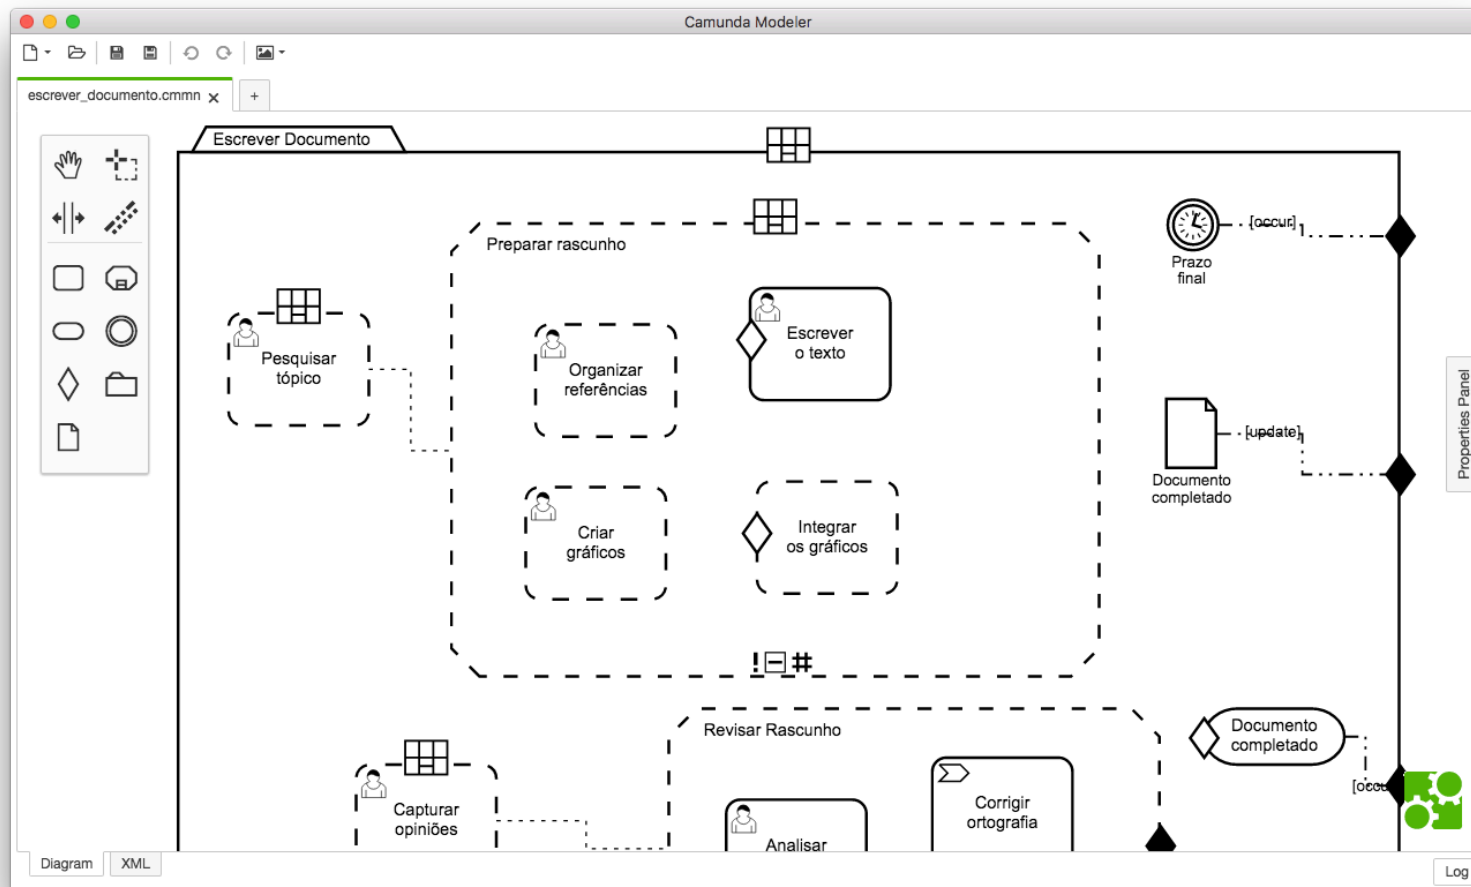 Camunda Modeler
escrever_documento.cmmn
Escrever Documento
Preparar rascunho
[occur]
Prazo
final
Escrever
o texto
Pesquisar
tópico
Organizar
referências
Properties Panel
[update]
Documento
completado
Criar
gráficos
Integrar
os gráficos
Revisar Rascunho
Documento
completado
Capturar
opiniões
Corrigir
ortografia
Analisar
Diagram
XML
Log